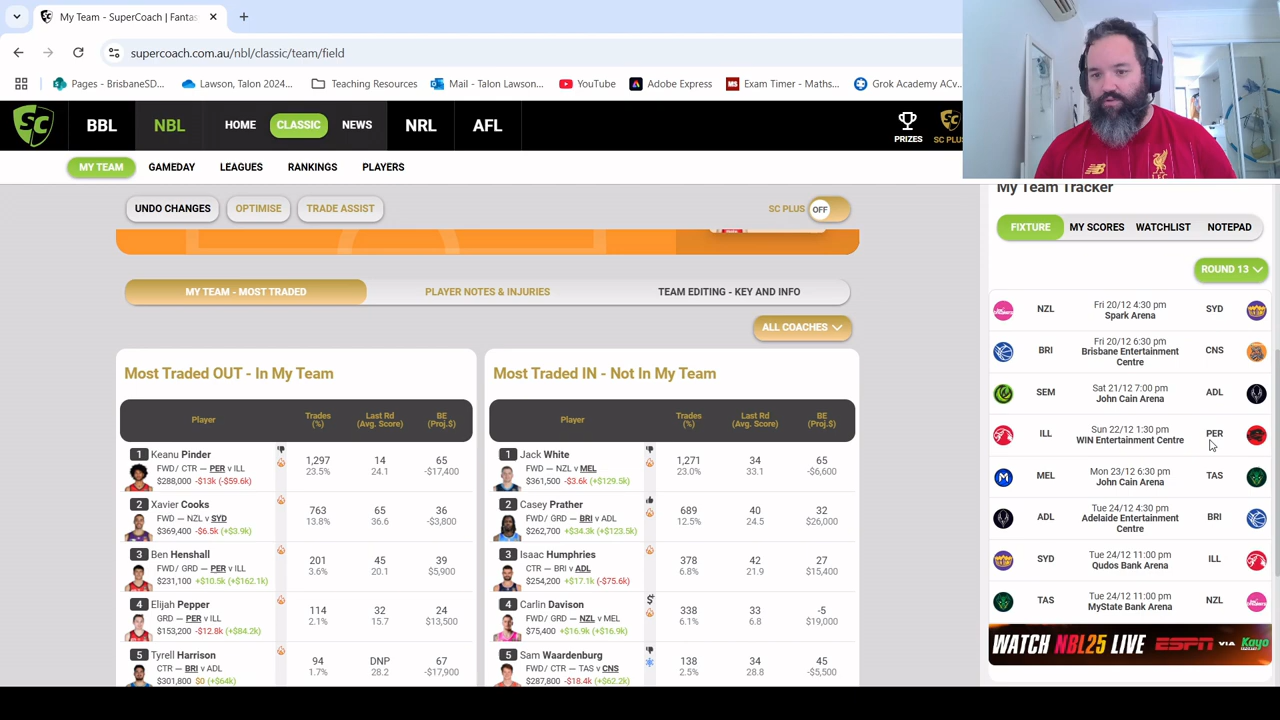 My Team - SuperCoach | Fantas
supercoach.com.au/nbl/classic/team/field
Pages - BrisbaneSD...
Lawson, Talon 2024...
Teaching Resources
Mail - Talon Lawson...
YouTube
Adobe Express
Exam Timer - Maths...
Grok Academy ACv...
SC
BBL
NBL
HOME
CLASSIC
NEWS
NRL
AFL
PRIZES
SC PLU
MY TEAM
GAMEDAY
LEAGUES
RANKINGS
PLAYERS
UNDO CHANGES
OPTIMISE
TRADE ASSIST
SC PLUS
OFF
MY TEAM - MOST TRADED
PLAYER NOTES & INJURIES
TEAM EDITING - KEY AND INFO
ALL COACHES
Most Traded OUT - In My Team
Player Trades (%) Last Rd (Avg. Score) BE (Proj.$)
1 Keanu Pinder
FWD/ CTR — PER v ILL
$288,000 -$13k (-$59.6k)
1,297 14 65
23.5% 24.1 -$17,400
2 Xavier Cooks
FWD — NZL v SYD
$369,400 -$6.5k (+$3.9k)
763 65 36
13.8% 36.6 -$3,800
3 Ben Henshall
FWD/ GRD — PER v ILL
$231,100 +$10.5k (+$162.1k)
201 45 39
3.6% 20.1 $5,900
4 Elijah Pepper
GRD — PER v ILL
$153,200 -$12.8k (+$84.2k)
114 32 24
2.1% 15.7 $13,500
5 Tyrell Harrison
CTR — BRI v ADL
$301,800 $0 (+$64k)
94 DNP 67
1.7% 28.2 -$17,900
Most Traded IN - Not In My Team
Player Trades (%) Last Rd (Avg. Score) BE (Proj.$)
1 Jack White
FWD — NZL v MEL
$361,500 -$3.6k (+$129.5k)
1,271 34 65
23.0% 33.1 -$6,600
2 Casey Prather
FWD/ GRD — BRI v ADL
$262,700 +$34.3k (+$123.5k)
689 40 32
12.5% 24.5 $26,000
3 Isaac Humphries
CTR — BRI v ADL
$254,200 +$17.1k (-$75.6k)
378 42 27
6.8% 21.9 $15,400
4 Carlin Davison
FWD/ GRD — NZL v MEL
$75,400 +$16.9k (+$16.9k)
338 33 -5
6.1% 6.8 $19,000
5 Sam Waardenburg
FWD/ CTR — TAS v CNS
$287,800 -$18.4k (+$62.2k)
138 34 45
2.5% 28.8 -$5,500
My Team Tracker
FIXTURE
MY SCORES
WATCHLIST
NOTEPAD
ROUND 13
NZL Fri 20/12 4:30 pm SYD
Spark Arena
BRI Fri 20/12 6:30 pm CNS
Brisbane Entertainment
Centre
SEM Sat 21/12 7:00 pm ADL
John Cain Arena
ILL Sun 22/12 1:30 pm PER
WIN Entertainment Centre
MEL Mon 23/12 6:30 pm TAS
John Cain Arena
ADL Tue 24/12 4:30 pm BRI
Adelaide Entertainment
Centre
SYD Tue 24/12 11:00 pm ILL
Qudos Bank Arena
TAS Tue 24/12 11:00 pm NZL
MyState Bank Arena
WATCH NBL25 LIVE ESPN VIA Kayo